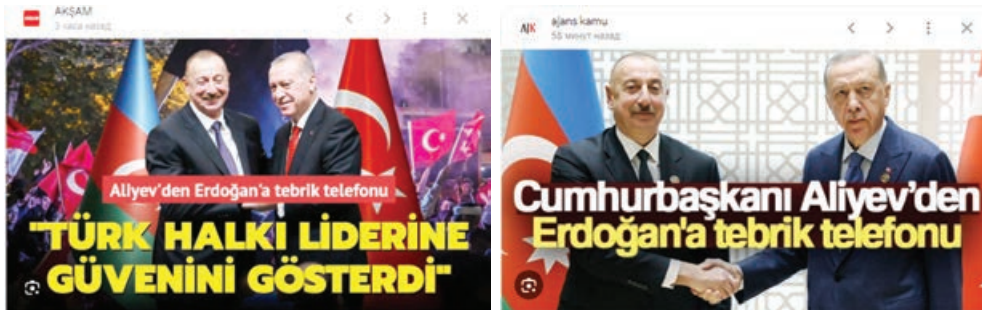 AKŞAM
3 часа назад
Aliyev'den Erdoğan'a tebrik telefonu
"TÜRK HALKI LİDERİNE
GÜVENİNİ GÖSTERDİ"
AJK
ajans kamu
58 минут назад
Cumhurbaşkanı Aliyev'den
Erdoğan'a tebrik telefonu